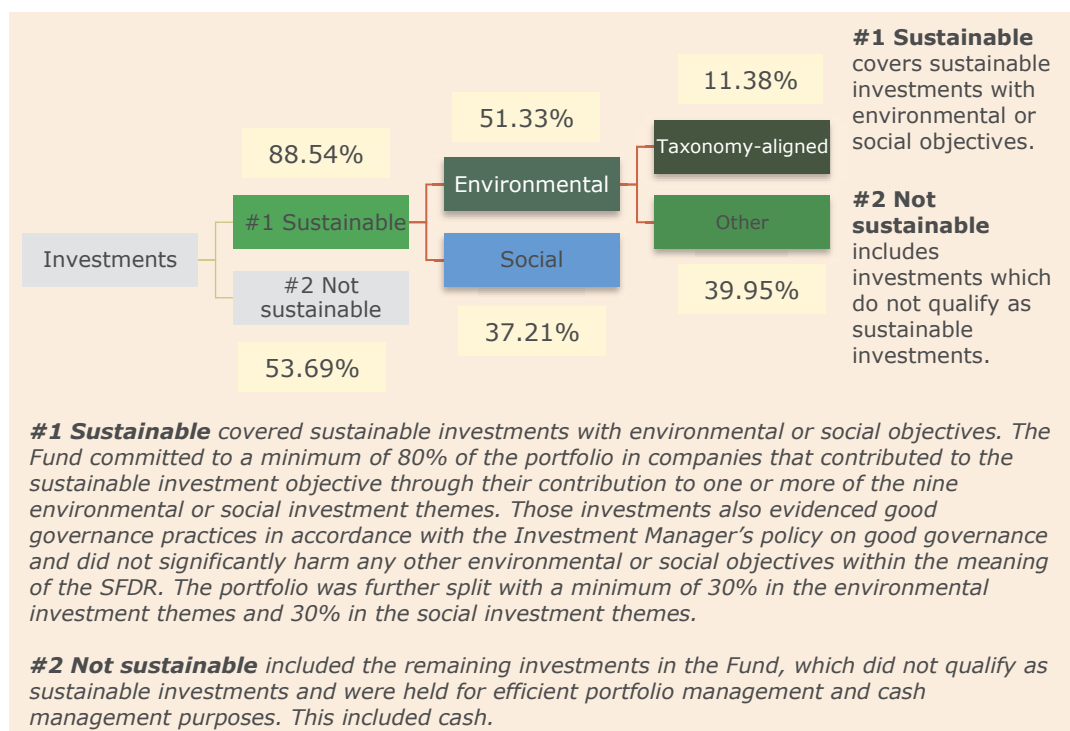 88.54%
51.33%
11.38%
Investments
#1 Sustainable
#2 Not
sustainable
53.69%
Environmental
Social
37.21%
Taxonomy-aligned
Other
39.95%
#1 Sustainable
covers sustainable
investments with
environmental or
social objectives.
#2 Not
sustainable
includes
investments which
do not qualify as
sustainable
investments.
#1 Sustainable covered sustainable investments with environmental or social objectives. The
Fund committed to a minimum of 80% of the portfolio in companies that contributed to the
sustainable investment objective through their contribution to one or more of the nine
environmental or social investment themes. Those investments also evidenced good
governance practices in accordance with the Investment Manager’s policy on good governance
and did not significantly harm any other environmental or social objectives within the meaning
of the SFDR. The portfolio was further split with a minimum of 30% in the environmental
investment themes and 30% in the social investment themes.
#2 Not sustainable included the remaining investments in the Fund, which did not qualify as
sustainable investments and were held for efficient portfolio management and cash
management purposes. This included cash.